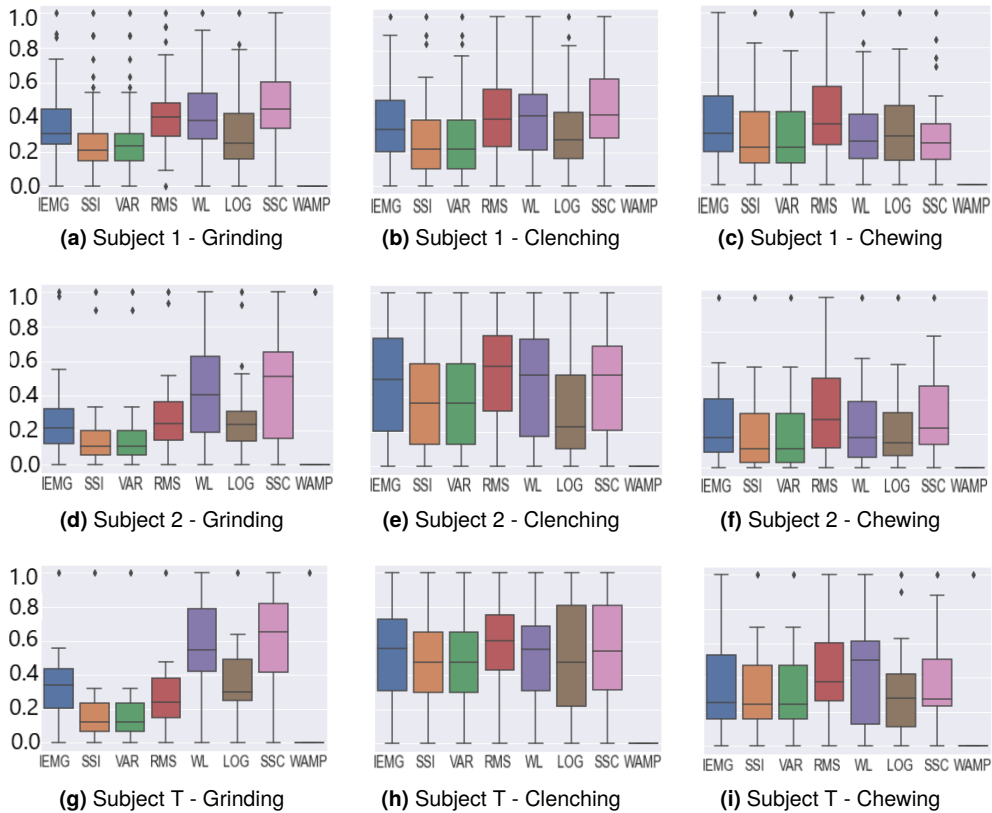 1.0
0.8
0.6
0.4
0.2
0.0
IEMG SSI VAR RMS WL LOG SSC WAMP
IEMG SSI VAR RMS WL LOG SSC WAMP
IEMG SSI VAR RMS WL LOG SSC WAMP
(a) Subject 1 - Grinding
(b) Subject 1 - Clenching
(c) Subject 1 - Chewing
1.0
0.8
0.6
0.4
0.2
0.0
IEMG SSI VAR RMS WL LOG SSC WAMP
IEMG SSI VAR RMS WL LOG SSC WAMP
IEMG SSI VAR RMS WL LOG SSC WAMP
(d) Subject 2 - Grinding
(e) Subject 2 - Clenching
(f) Subject 2 - Chewing
1.0
0.8
0.6
0.4
0.2
0.0
IEMG SSI VAR RMS WL LOG SSC WAMP
IEMG SSI VAR RMS WL LOG SSC WAMP
IEMG SSI VAR RMS WL LOG SSC WAMP
(g) Subject T - Grinding
(h) Subject T - Clenching
(i) Subject T - Chewing